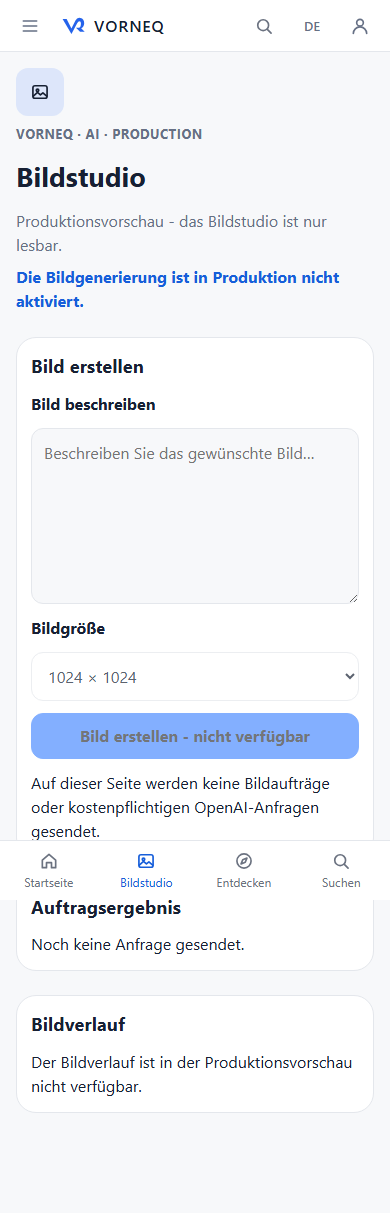 VORNEQ
DE
VORNEQ · AI · PRODUCTION
Bildstudio
Produktionsvorschau - das Bildstudio ist nur
lesbar.
Die Bildgenerierung ist in Produktion nicht
aktiviert.
Bild erstellen
Bild beschreiben
Beschreiben Sie das gewünschte Bild...
Bildgröße
1024 × 1024
Bild erstellen - nicht verfügbar
Auf dieser Seite werden keine Bildaufträge
oder kostenpflichtigen OpenAI-Anfragen
gesendet.
Startseite
Bildstudio
Entdecken
Suchen
Auftragsergebnis
Noch keine Anfrage gesendet.
Bildverlauf
Der Bildverlauf ist in der Produktionsvorschau
nicht verfügbar.